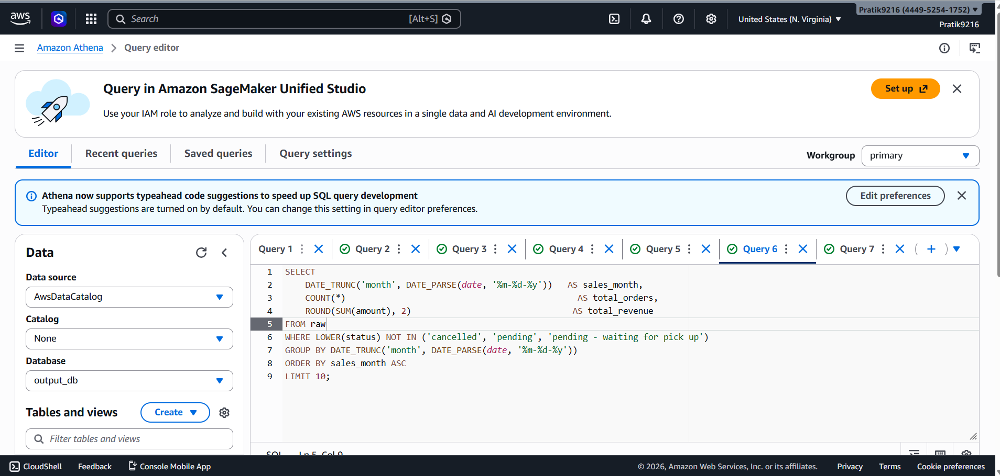 aws
Search [Alt+S]
United States (N. Virginia)
Pratik9216 (4449-5254-1752)
Pratik9216
Amazon Athena > Query editor
Query in Amazon SageMaker Unified Studio
Set up
Use your IAM role to analyze and build with your existing AWS resources in a single data and AI development environment.
Editor Recent queries Saved queries Query settings
Workgroup primary
Athena now supports typeahead code suggestions to speed up SQL query development
Typeahead suggestions are turned on by default. You can change this setting in query editor preferences.
Edit preferences
Data
Data source
AwsDataCatalog
Catalog
None
Database
output_db
Tables and views Create
Filter tables and views
Query 1 Query 2 Query 3 Query 4 Query 5 Query 6 Query 7
1 SELECT
2 DATE_TRUNC('month', DATE_PARSE(date, '%m-%d-%y')) AS sales_month,
3 COUNT(*) AS total_orders,
4 ROUND(SUM(amount), 2) AS total_revenue
5 FROM raw
6 WHERE LOWER(status) NOT IN ('cancelled', 'pending', 'pending - waiting for pick up')
7 GROUP BY DATE_TRUNC('month', DATE_PARSE(date, '%m-%d-%y'))
8 ORDER BY sales_month ASC
9 LIMIT 10;
SQL Ln 5, Col 9
CloudShell Feedback Console Mobile App
© 2026, Amazon Web Services, Inc. or its affiliates. Privacy Terms Cookie preferences